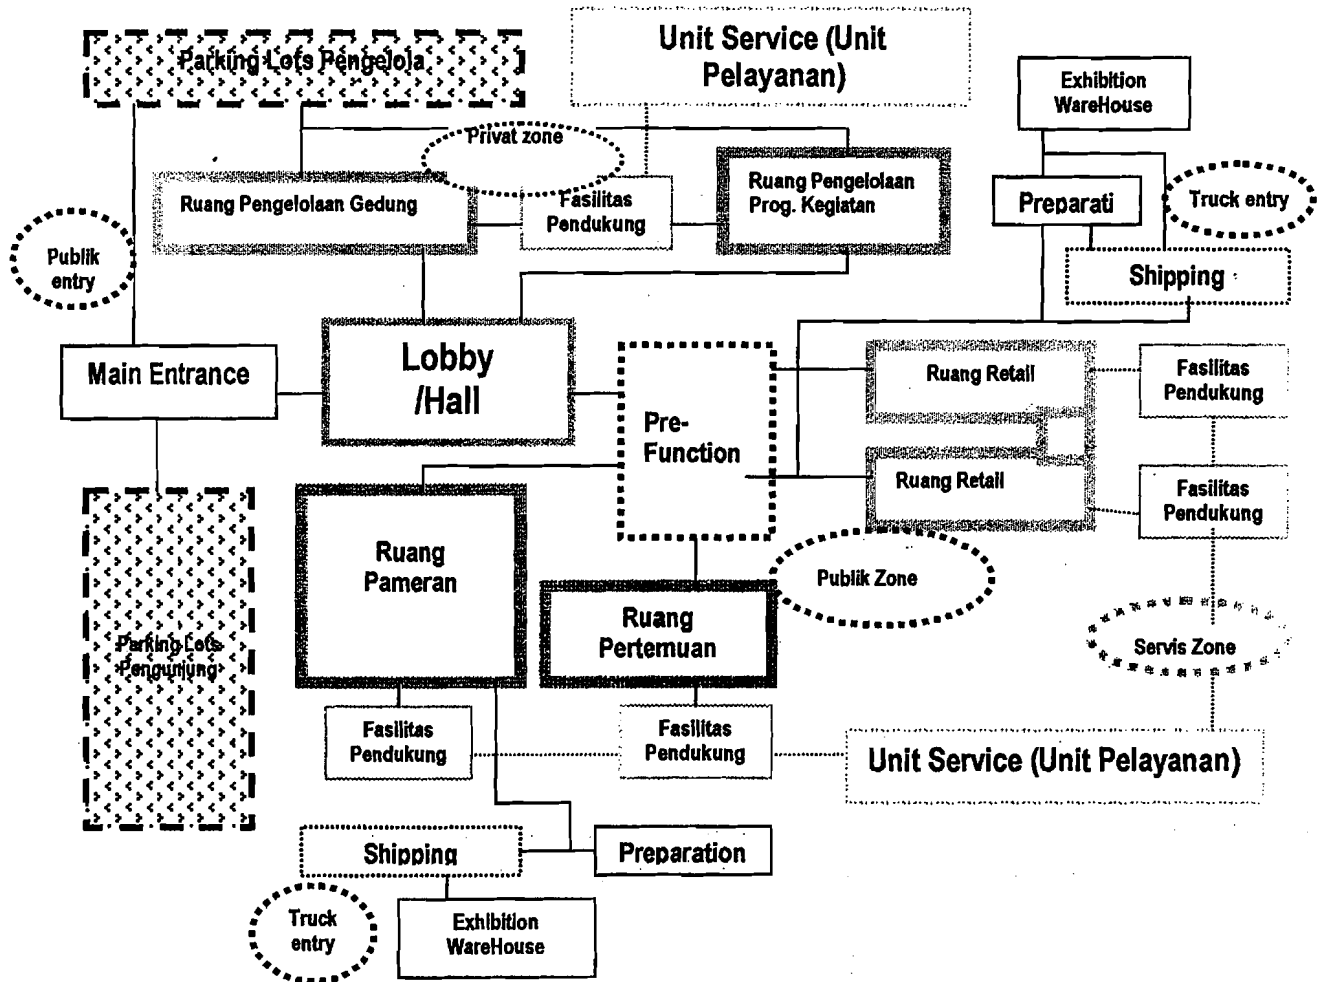 Parking Lots Pengelola
Unit Service (Unit
Pelayanan)
Exhibition
WareHouse
Privat zone
Ruang Pengelolaan Gedung
Fasilitas
Pendukung
Ruang Pengelolaan
Prog. Kegiatan
Preparati
Truck entry
Publik
entry
Shipping
Main Entrance
Lobby
/Hall
Pre-
Function
Ruang Retail
Fasilitas
Pendukung
Ruang Retail
Fasilitas
Pendukung
Ruang
Pameran
Publik Zone
Ruang
Pertemuan
Servis Zone
Parking Lots
Pengunjung
Fasilitas
Pendukung
Fasilitas
Pendukung
Unit Service (Unit Pelayanan)
Shipping
Preparation
Truck
entry
Exhibition
WareHouse